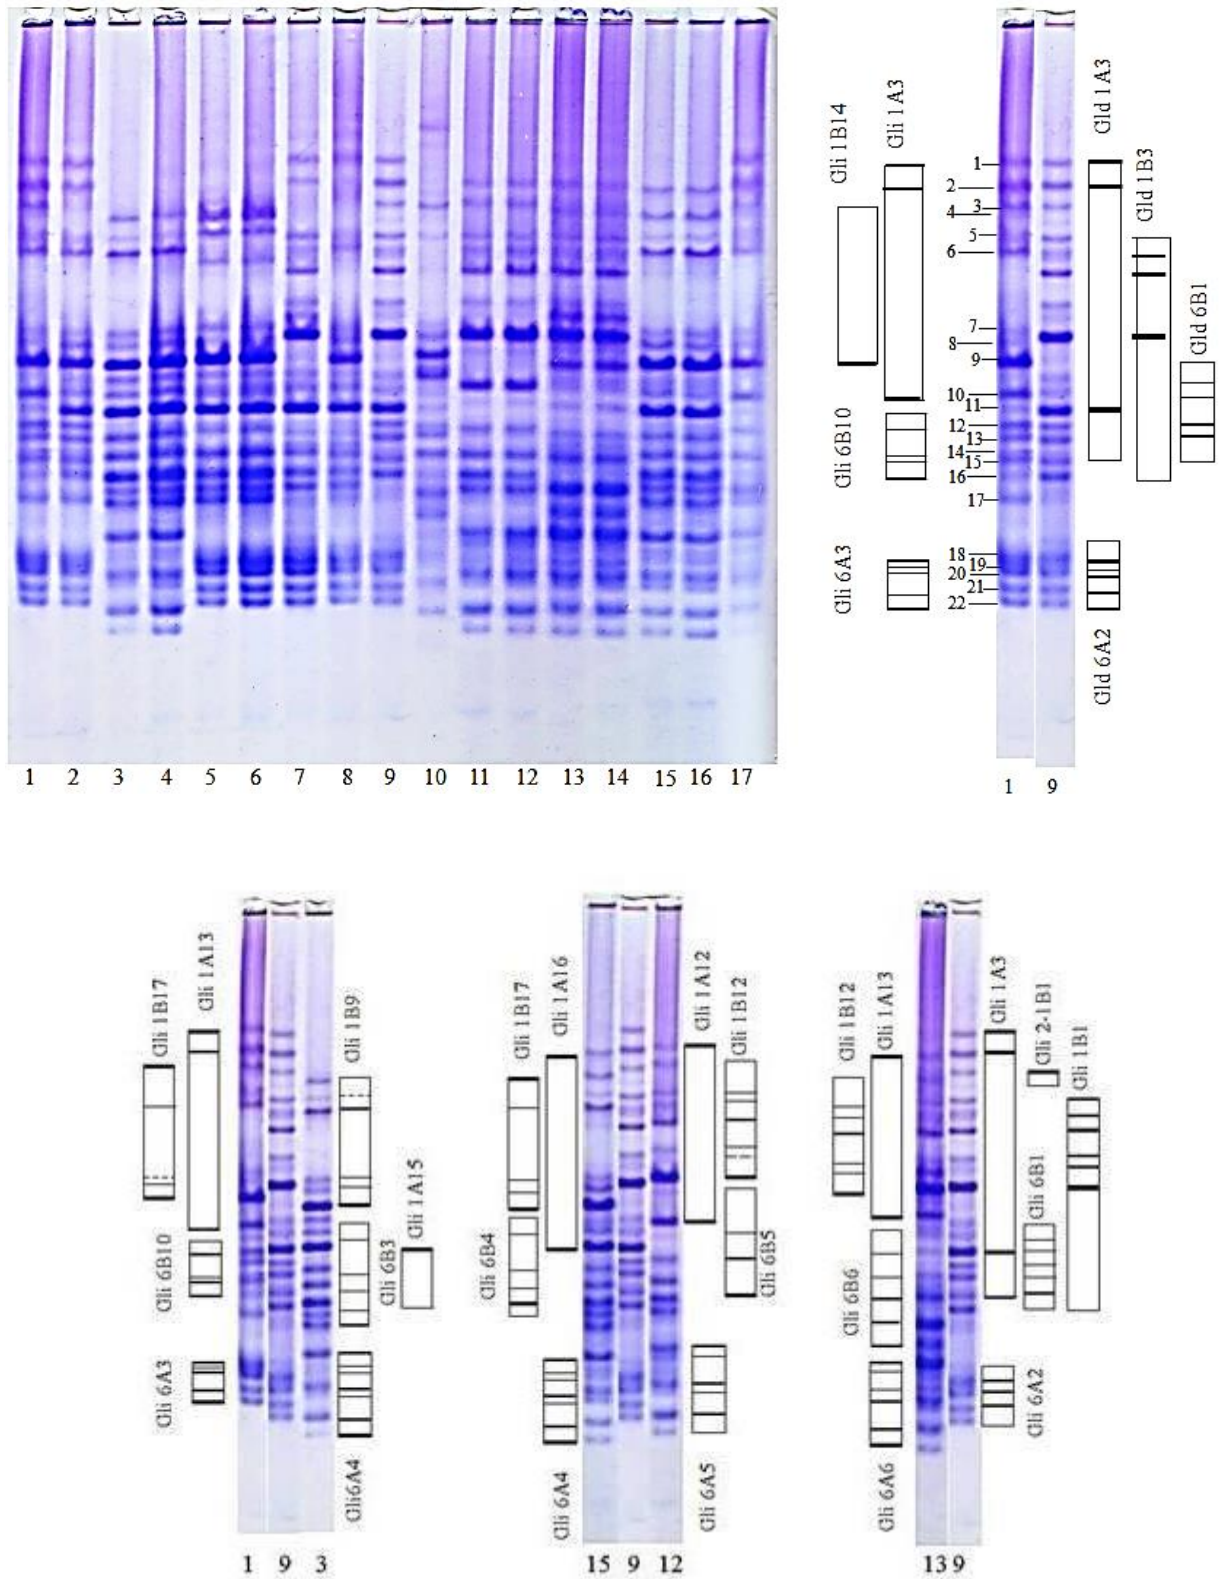 1 2 3 4 5 6 7 8 9 10 11 12 13 14 15 16 17
Gli 1B14
Gli 1A3
Gld 1A3
Gld 1B3
Gld 6B1
1
2
3
4
5
6
7
8
9
10
11
12
13
14
15
16
17
18
19
20
21
22
Gli 6B10
Gli 6A3
Gld 6A2
1 9
Gli 1B17
Gli 1A13
Gli 1B9
Gli 1A15
Gli 6B10
Gli 6B3
Gli 6A3
Gli6A4
1 9 3
Gli 1B17
Gli 1A16
Gli 1A12
Gli 1B12
Gli 6B4
Gli 6B5
Gli 6A4
Gli 6A5
15 9 12
Gli 1B12
Gli 1A13
Gli 1A3
Gli 2-1B1
Gli 1B1
Gli 6B6
Gli 6B1
Gli 6A6
Gli 6A2
13 9